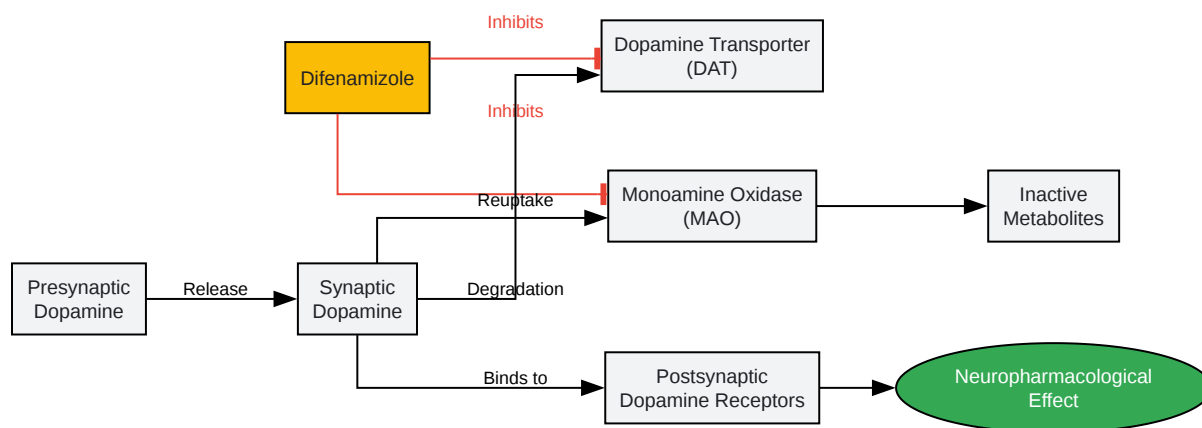 Inhibits
Dopamine Transporter
(DAT)
Difenamizole
Inhibits
Monoamine Oxidase
(MAO)
Inactive
Metabolites
Reuptake
Presynaptic
Dopamine
Release
Synaptic
Dopamine
Degradation
Binds to
Postsynaptic
Dopamine Receptors
Neuropharmacological
Effect